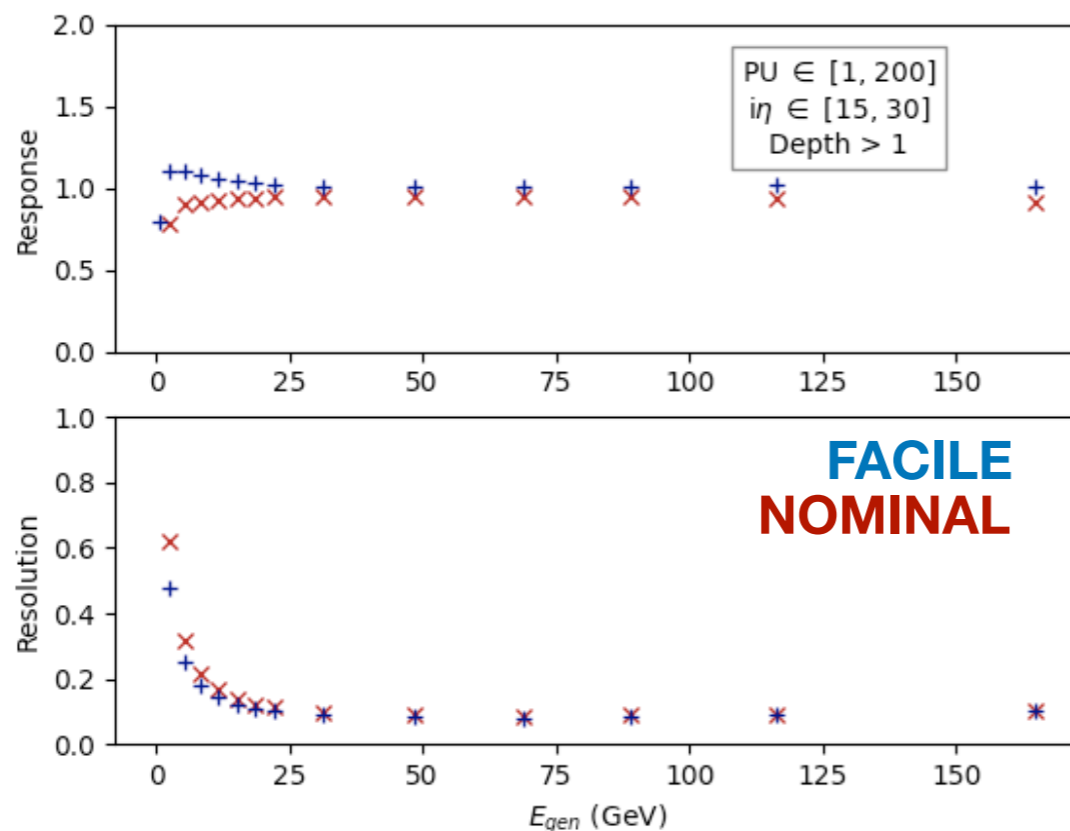 2.0
1.5
1.0
0.5
0.0
Response
PU ∈ [1, 200]
iη ∈ [15, 30]
Depth > 1
0 25 50 75 100 125 150
1.0
0.8
0.6
0.4
0.2
0.0
Resolution
FACILE
NOMINAL
0 25 50 75 100 125 150
E_gen (GeV)